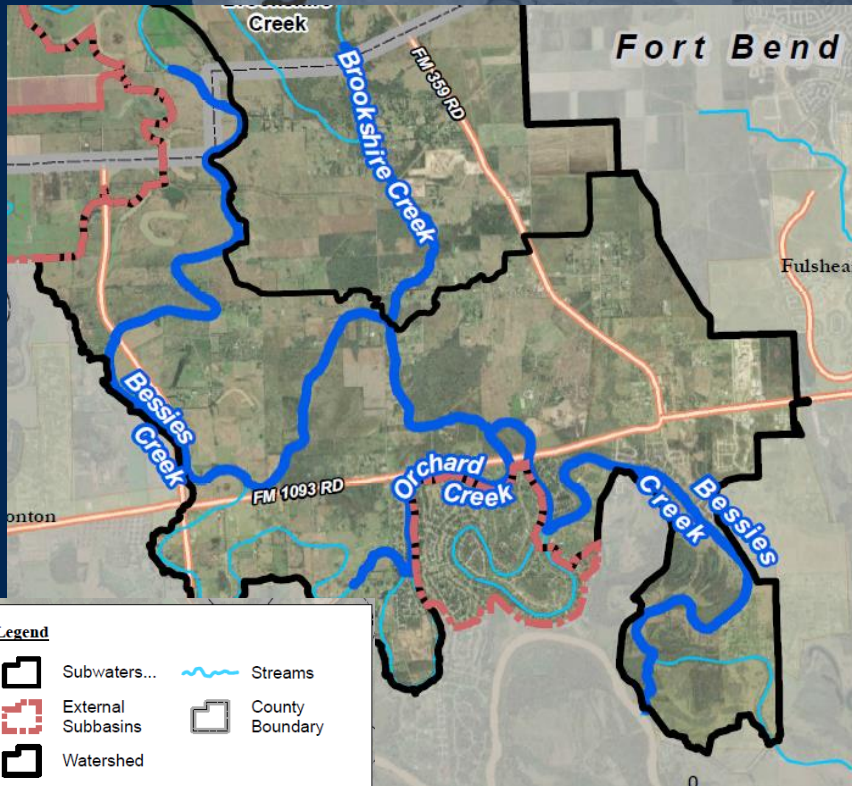 Creek
Fort Bend
Brookshire Creek
FM 359 RD
Fulshea
Bessies
Creek
Orchard
Creek
FM 1093 RD
Bessies
Creek
onton
Legend
Subwaters...
Streams
External
Subbasins
County
Boundary
Watershed
0